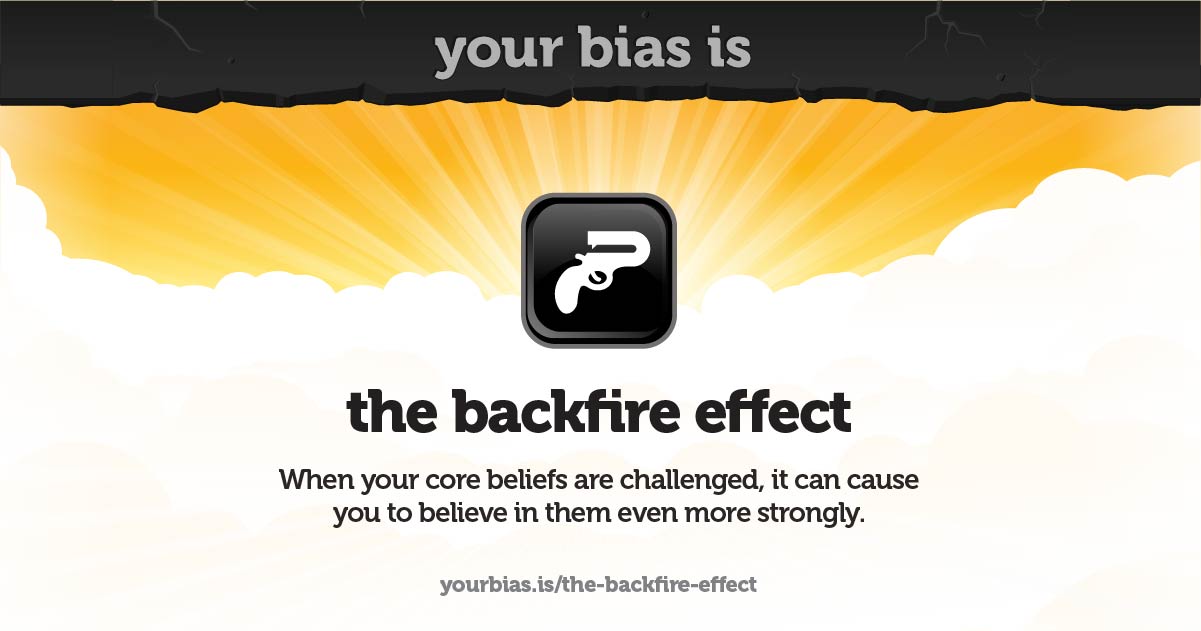 your bias is
the backfire effect
When your core beliefs are challenged, it can cause
you to believe in them even more strongly.
yourbias.is/the-backfire-effect